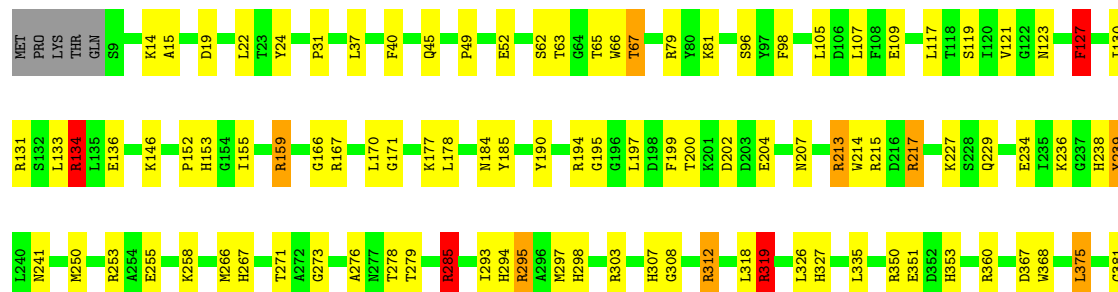 MET PRO LYS THR GLN S9 K14 A15 D19 L22 T23 Y24 P31 L37 F40 Q45 P49 E52 S62 T63 G64 T65 W66 T67 R79 Y80 K81 S96 Y97 F98 L105 D106 L107 F108 E109 L117 T118 S119 I120 V121 G122 N123 F127 I130
R131 S132 L133 R134 L135 E136 K146 P152 H153 G154 I155 R159 G166 R167 L170 G171 K177 L178 N184 Y185 Y190 R194 G195 G196 L197 D198 F199 T200 K201 D202 D203 E204 N207 R213 W214 R215 D216 R217 K227 S228 Q229 E234 I235 K236 G237 H238 Y239
L240 N241 M250 R253 A254 E255 K258 M266 H267 T271 A272 G273 A276 N277 T278 T279 R285 I293 H294 R295 A296 M297 H298 R303 H307 G308 R312 L318 R319 L326 H327 L335 R350 E351 D352 H353 R360 D367 W368 L375 G381